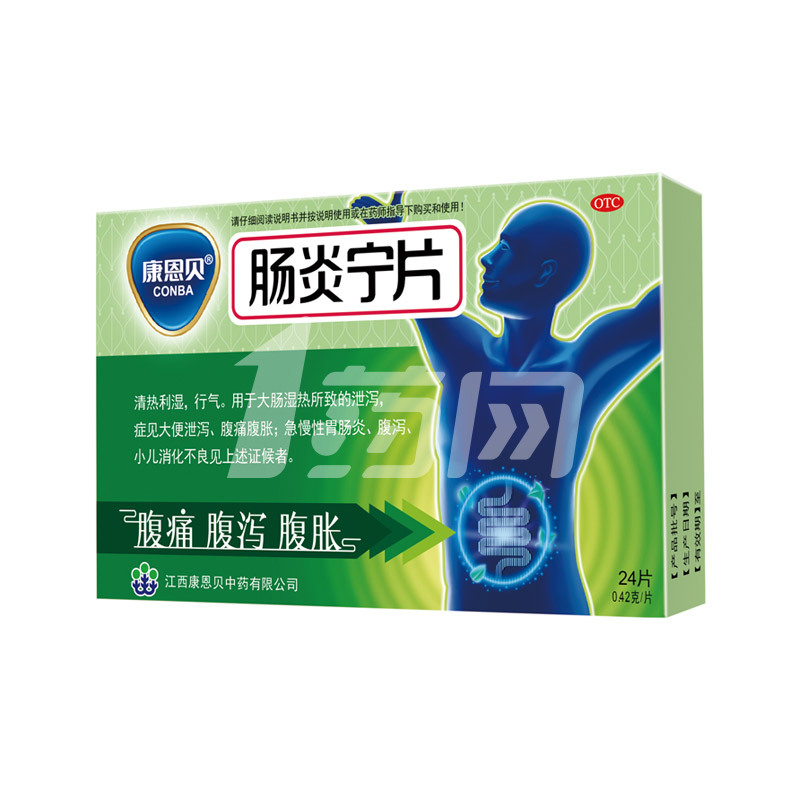 请仔细阅读说明书并按说明使用或在药师指导下购买和使用！
OTC
康恩贝®
CONBA
肠炎宁片
清热利湿，行气。用于大肠湿热所致的泄泻，
症见大便泄泻、腹痛腹胀；急慢性胃肠炎、腹泻、
小儿消化不良见上述证候者。
1药网
腹痛 腹泻 腹胀
江西康恩贝中药有限公司
24片
0.42克/片
【产品批号】
【生产日期】
【有效期】至